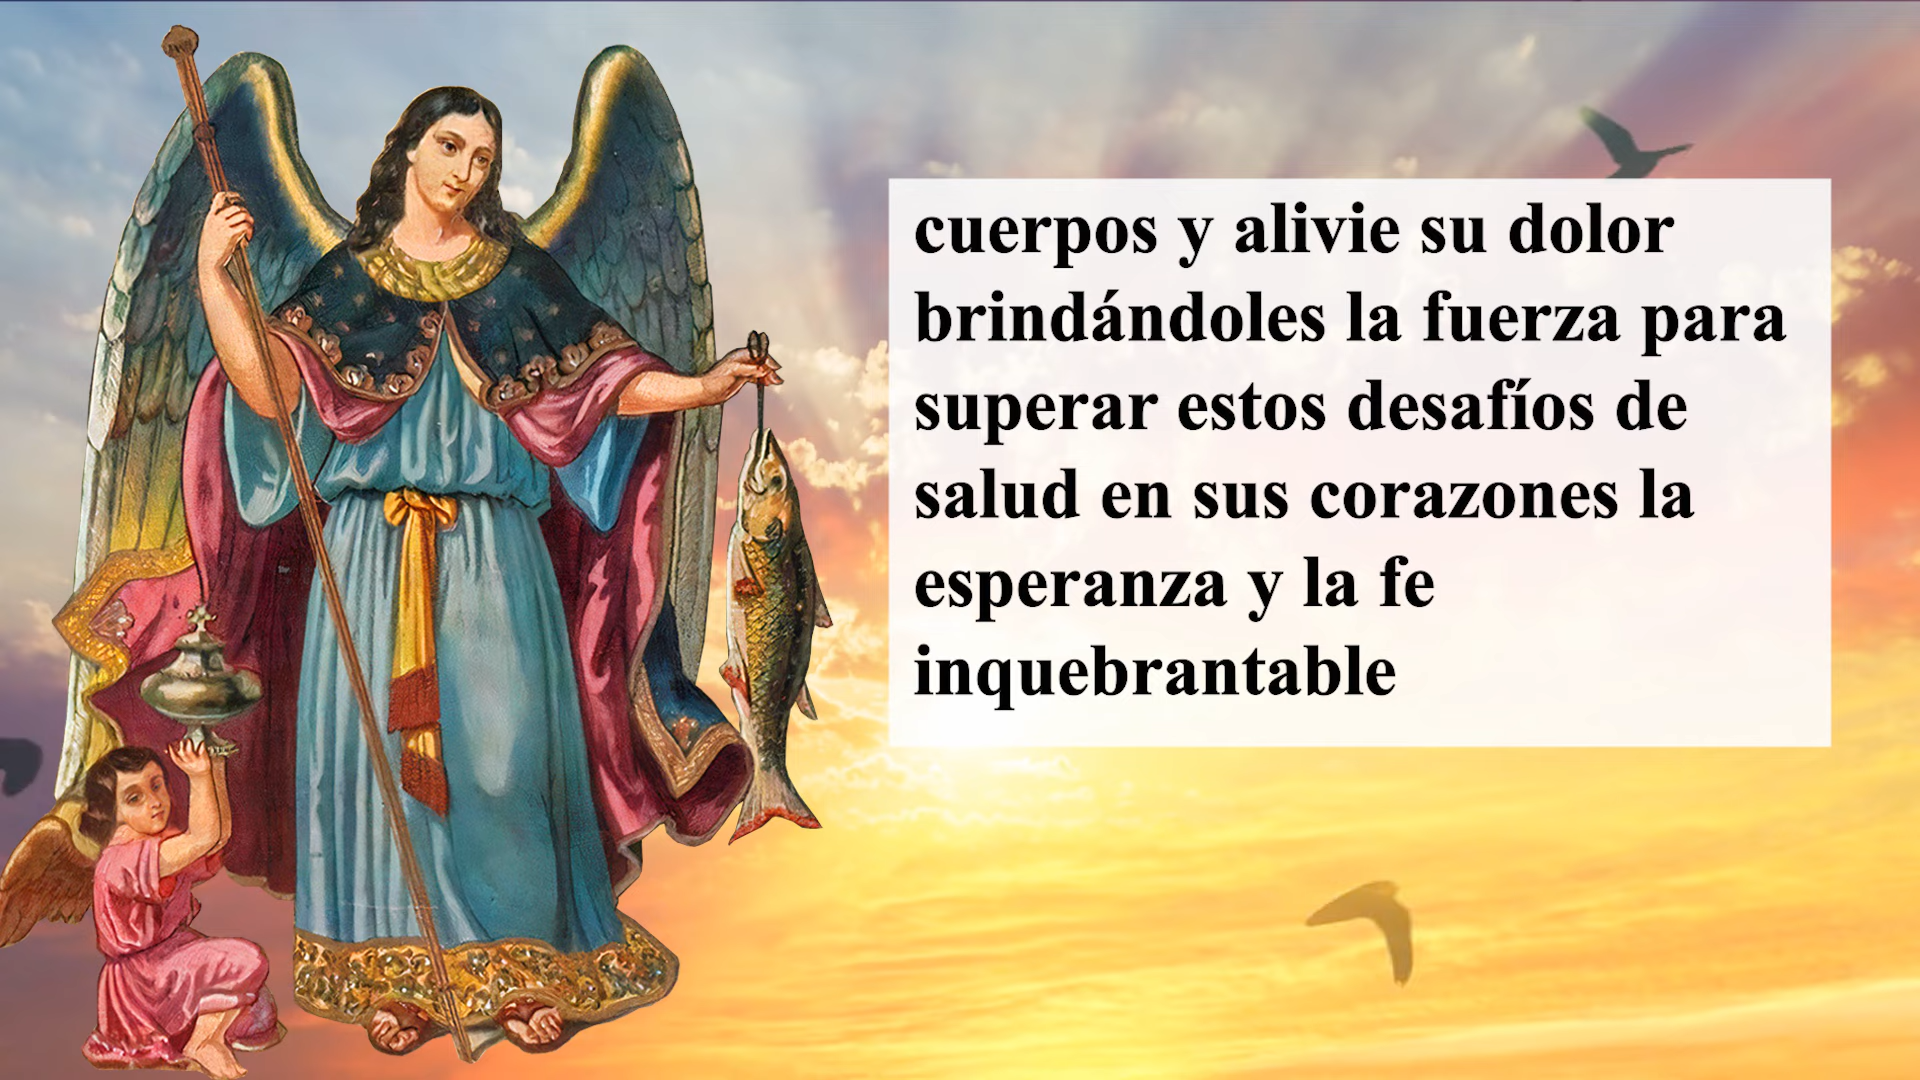 cuerpos y alivie su dolor
brindándoles la fuerza para
superar estos desafíos de
salud en sus corazones la
esperanza y la fe
inquebrantable